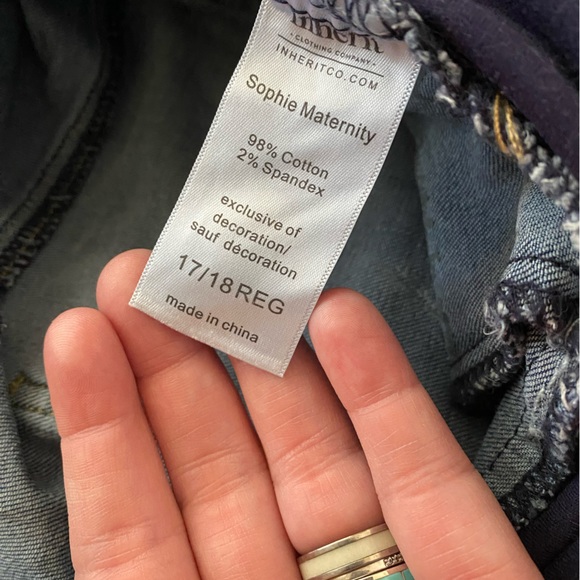 Inherit
• CLOTHING COMPANY •
INHERITCO.COM
Sophie Maternity
98% Cotton
2% Spandex
exclusive of
decoration/
sauf décoration
17/18REG
made in china